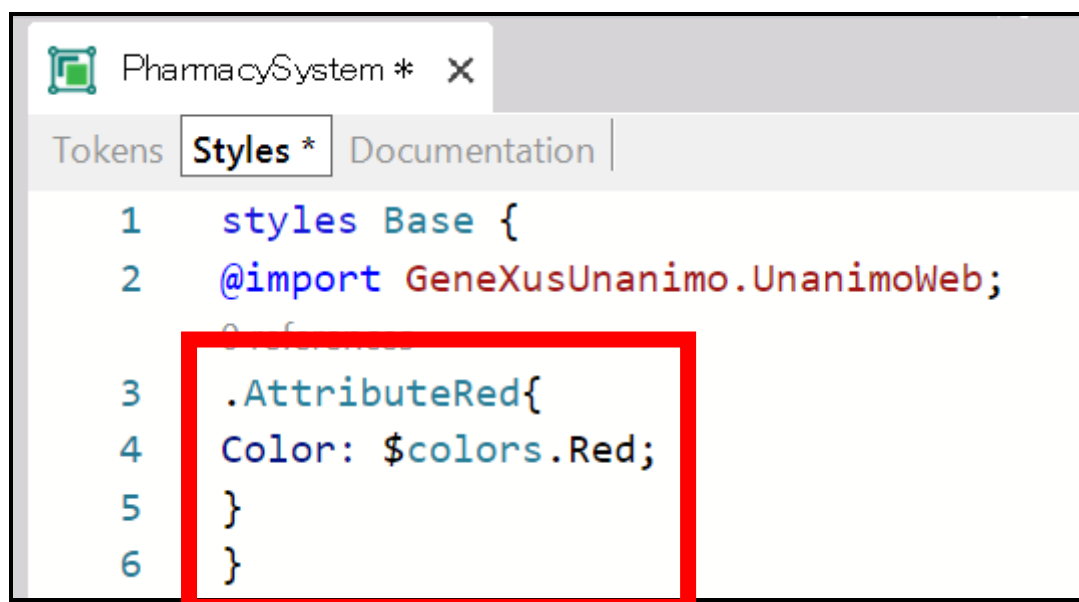 PharmacySystem * ×
Tokens Styles * Documentation
1 styles Base {
2 @import GeneXusUnanimo.UnanimoWeb;
3 .AttributeRed{
4 Color: $colors.Red;
5 }
6 }